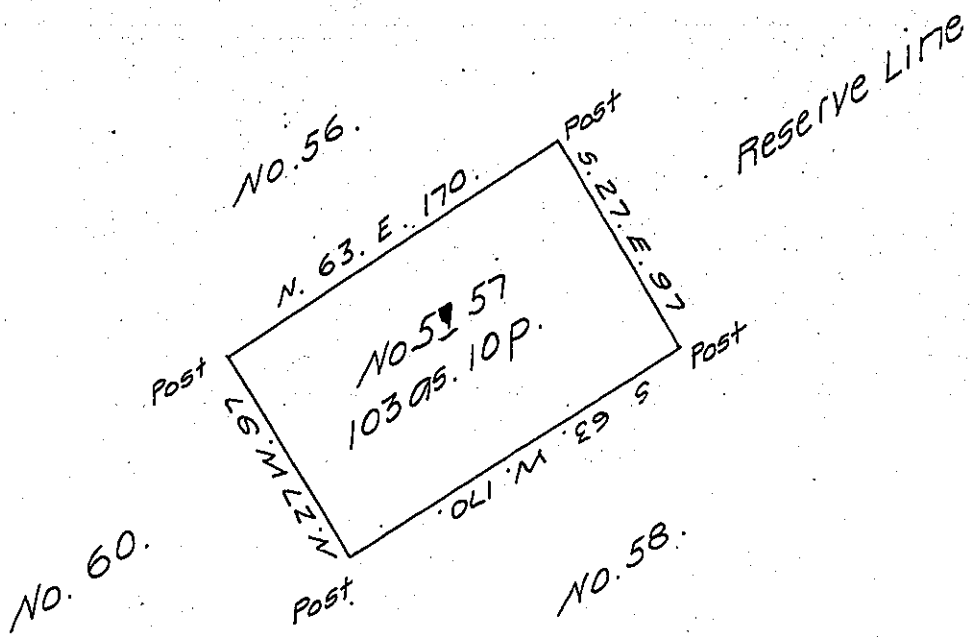 Reserve Line
Post
No. 56.
N. 63. E. 170.
S. 27. E. 97
No 57
103 as. 10 P.
Post
Post
S 63. W. 170.
N. 27 W. 97
No. 60.
Post.
No. 58.